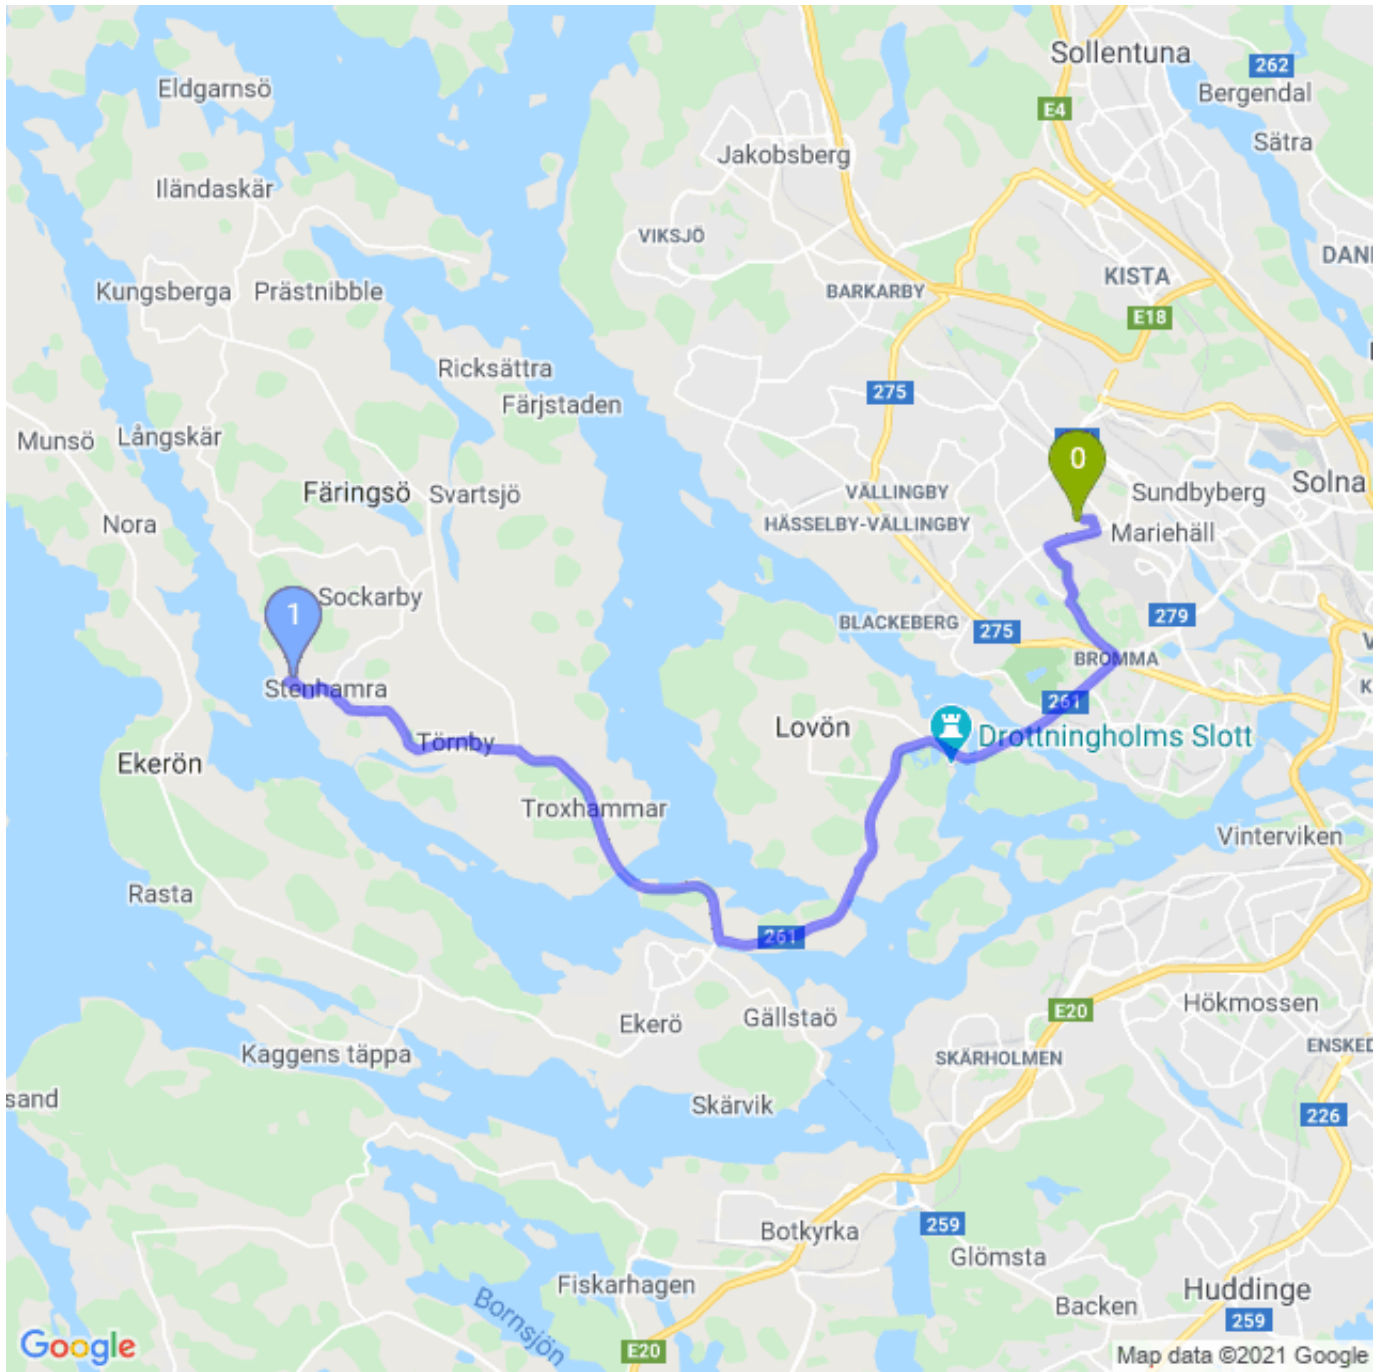 Sollentuna
262
Eldgarnsö
Bergendal
E4
Sätra
Jakobsberg
Iländaskär
VIKSJÖ
DANI
KISTA
Kungsberga
Prästnibble
BARKARBY
E18
Ricksättra
275
Färjstaden
Långskär
Munsö
0
Solna
Färingsö
Svartsjö
VÄLLINGBY
Sundbyberg
Nora
HÄSSELBY-VÄLLINGBY
Mariehäll
Sockarby
1
BLACKEBERG
275
279
BROMMA
Stenhamra
261
Lovön
Drottningholms Slott
Törnby
Ekerön
Troxhammar
Vinterviken
Rasta
261
Hökmossen
E20
Gällstaö
Ekerö
ENSKED
Kaggens täppa
SKÄRHOLMEN
sand
Skärvik
226
Botkyrka
259
Glömsta
Fiskarhagen
Huddinge
Backen
Bornsjön
259
Google
E20
Map data ©2021 Google